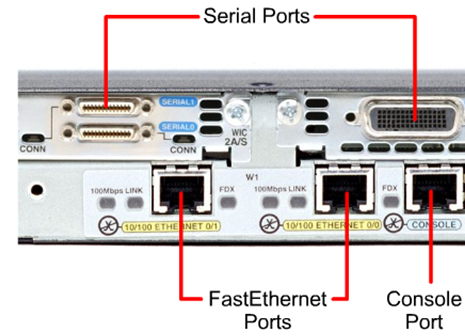 Serial Ports
SERIAL1
SERIAL0
CONN
CONN
WIC
2A/S
W1
100Mbps LINK
FDX
100Mbps LINK
FDX
10/100 ETHERNET 0/1
10/100 ETHERNET 0/0
CONSOLE
FastEthernet
Ports
Console
Port